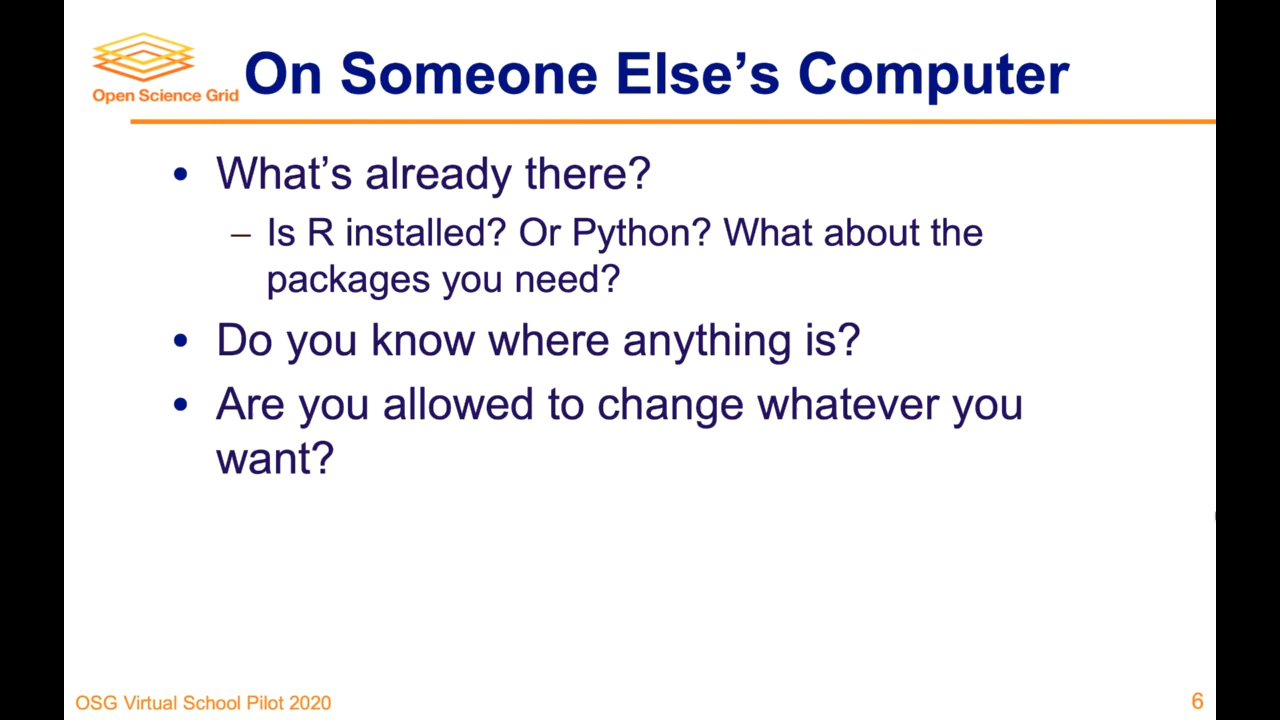 On Someone Else’s Computer
Open Science Grid
• What’s already there?
– Is R installed? Or Python? What about the
packages you need?
• Do you know where anything is?
• Are you allowed to change whatever you
want?
OSG Virtual School Pilot 2020
6